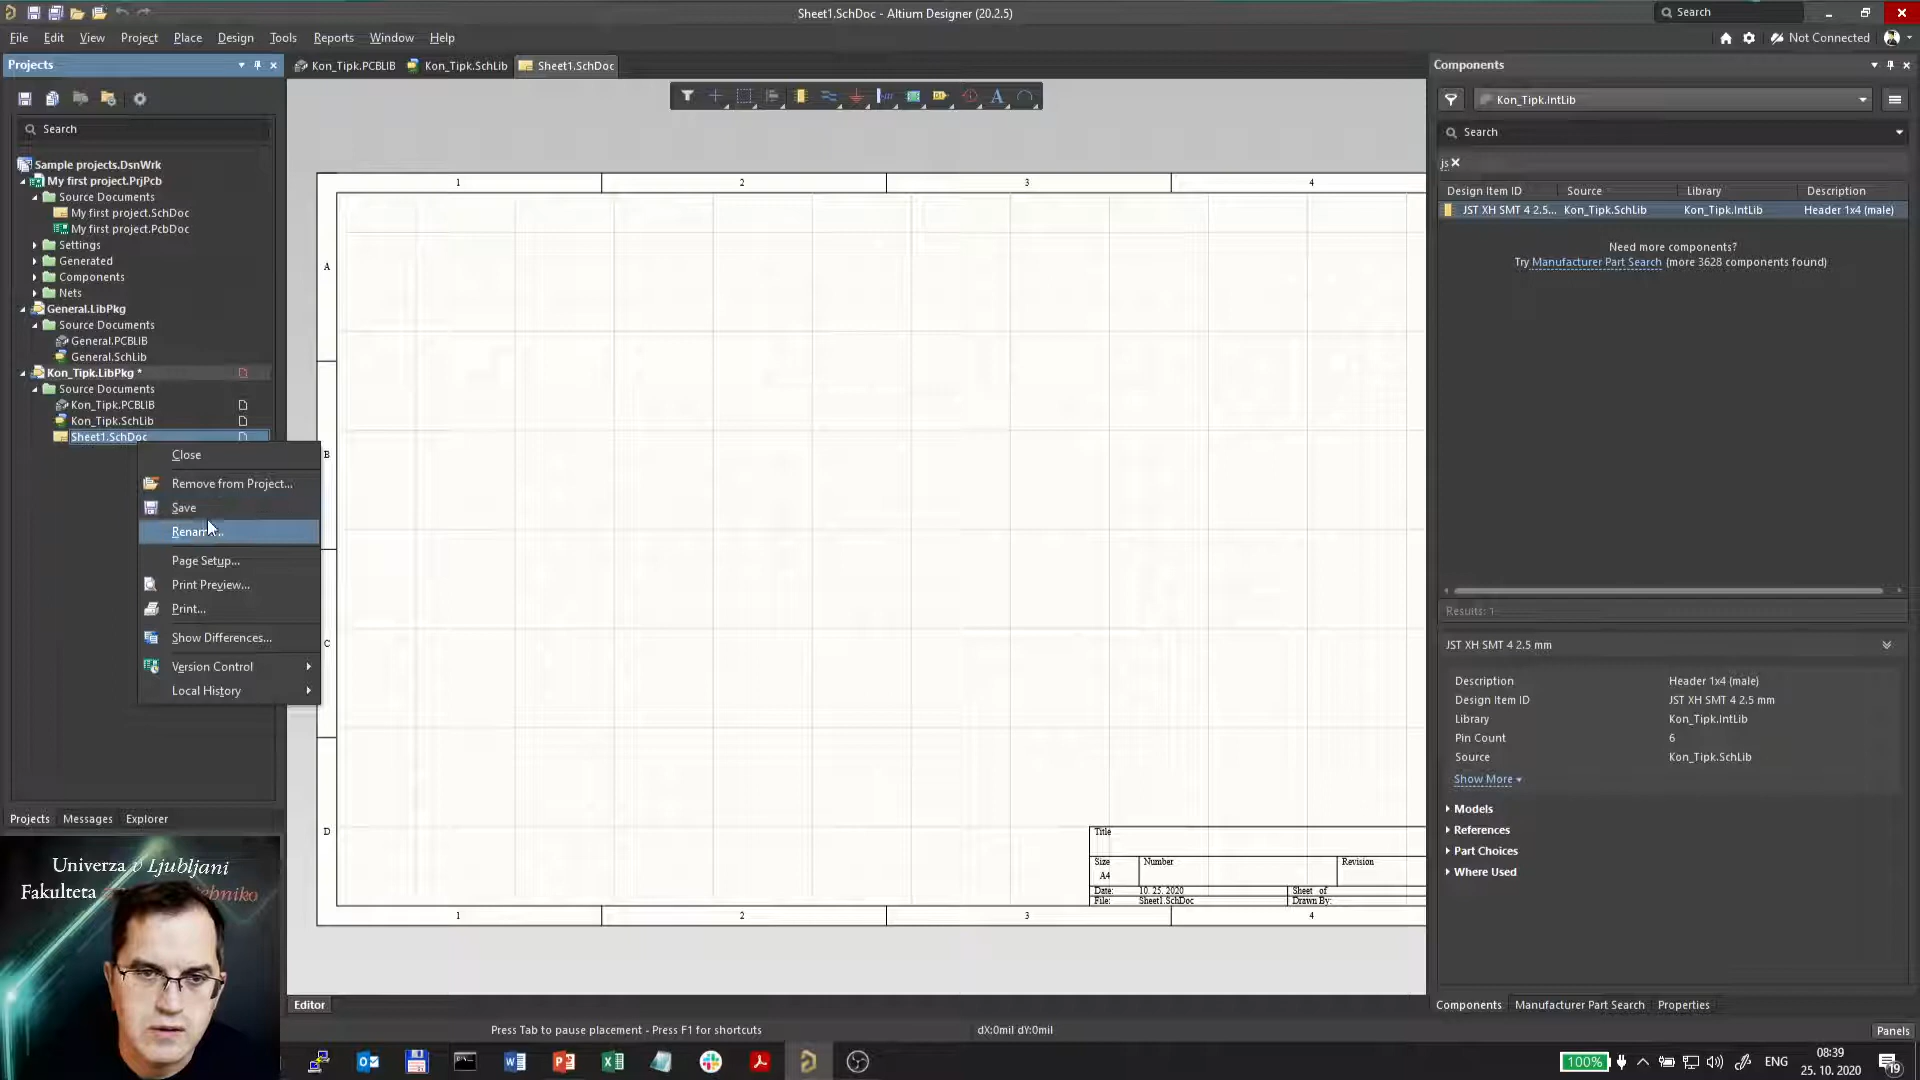 Sheet1.SchDoc - Altium Designer (20.2.5)
Search
File Edit View Project Place Design Tools Reports Window Help
Not Connected
Projects
Kon_Tipk.PCBLIB
Kon_Tipk.SchLib
Sheet1.SchDoc
Components
Kon_Tipk.IntLib
Search
Search
js
Sample projects.DsnWrk
My first project.PrjPcb
Source Documents
My first project.SchDoc
My first project.PcbDoc
Settings
Generated
Components
Nets
General.LibPkg
Source Documents
General.PCBLIB
General.SchLib
Kon_Tipk.LibPkg *
Source Documents
Kon_Tipk.PCBLIB
Kon_Tipk.SchLib
Sheet1.SchDoc
Close
Remove from Project...
Save
Page Setup...
Print Preview...
Print...
Show Differences...
Version Control
Local History
1 2 3 4
A
B
C
D
Title
Size Number Revision
A4
Date: 10. 25. 2020 Sheet of
File: Sheet1.SchDoc Drawn By:
1 2 3 4
Design Item ID Source Library Description
JST XH SMT 4 2.5... Kon_Tipk.SchLib Kon_Tipk.IntLib Header 1x4 (male)
Need more components?
Try Manufacturer Part Search (more 3628 components found)
Results: 1
JST XH SMT 4 2.5 mm
Description Header 1x4 (male)
Design Item ID JST XH SMT 4 2.5 mm
Library Kon_Tipk.IntLib
Pin Count 6
Source Kon_Tipk.SchLib
Show More
Models
References
Part Choices
Where Used
Projects Messages Explorer
Univerza v Ljubljani
Fakulteta
Editor
Components Manufacturer Part Search Properties
Press Tab to pause placement - Press F1 for shortcuts
dX:0mil dY:0mil
Panels
100%
ENG
08:39
25. 10. 2020
19